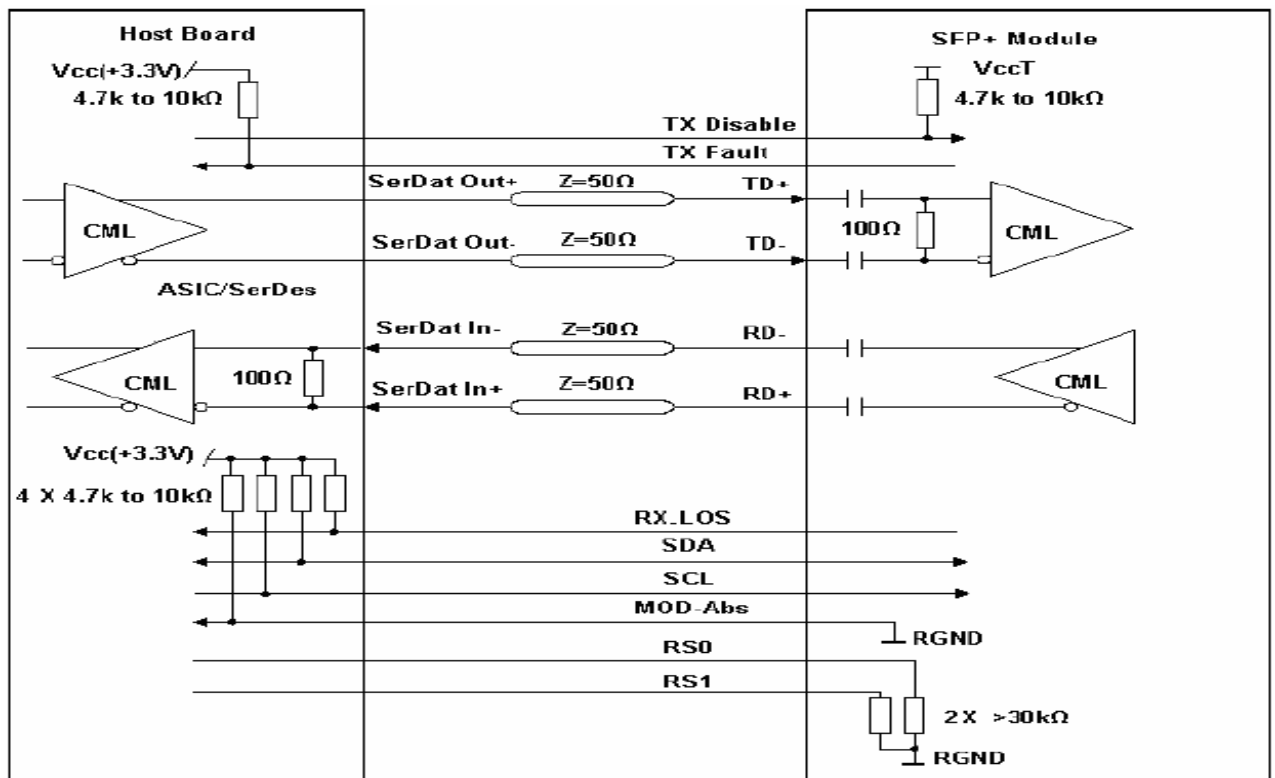 Host Board
SFP+ Module
Vcc(+3.3V)
VccT
4.7k to 10kΩ
4.7k to 10kΩ
TX Disable
TX Fault
SerDat Out+
Z=50Ω
TD+
CML
100Ω
CML
SerDat Out-
Z=50Ω
TD-
ASIC/SerDes
SerDat In-
Z=50Ω
RD-
CML
100Ω
CML
SerDat In+
Z=50Ω
RD+
Vcc(+3.3V)
4 X 4.7k to 10kΩ
RX_LOS
SDA
SCL
MOD-Abs
RGND
RS0
RS1
2X >30kΩ
RGND